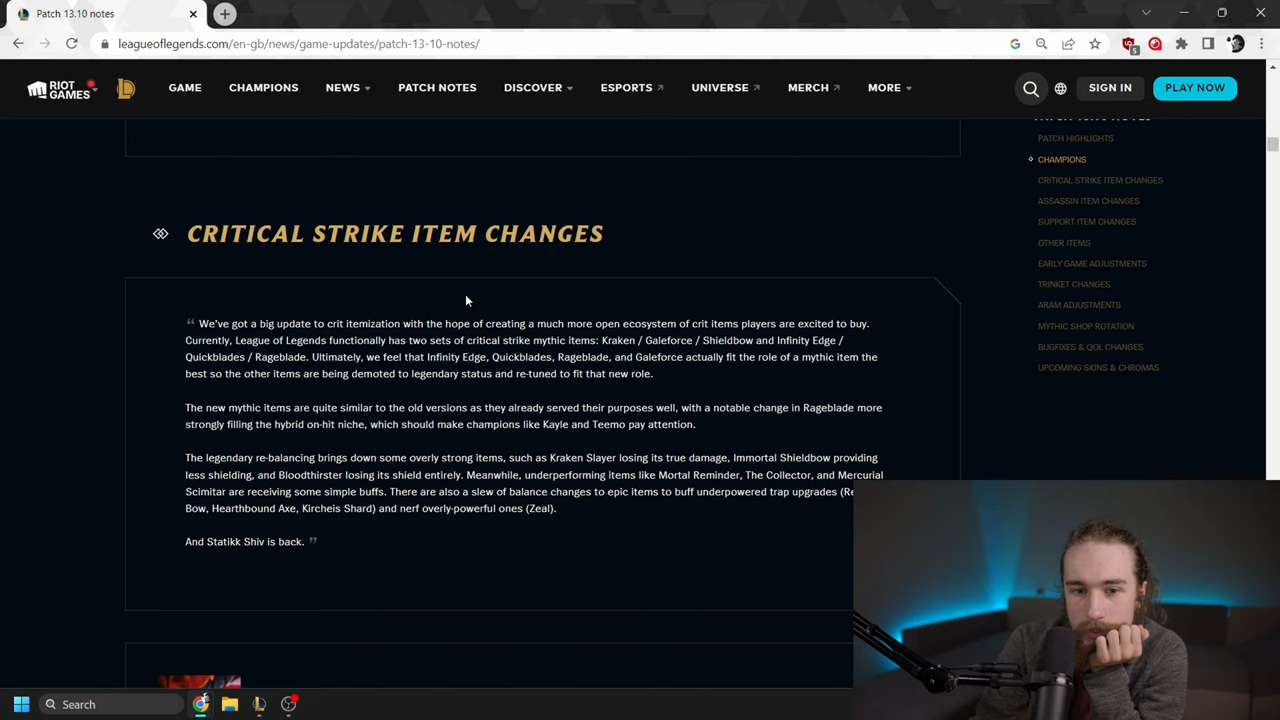 Patch 13.10 notes
leagueoflegends.com/en-gb/news/game-updates/patch-13-10-notes/
5
RIOT GAMES
GAME
CHAMPIONS
NEWS
PATCH NOTES
DISCOVER
ESPORTS
UNIVERSE
MERCH
MORE
SIGN IN
PLAY NOW
PATCH HIGHLIGHTS
CHAMPIONS
CRITICAL STRIKE ITEM CHANGES
ASSASSIN ITEM CHANGES
SUPPORT ITEM CHANGES
OTHER ITEMS
EARLY GAME ADJUSTMENTS
TRINKET CHANGES
ARAM ADJUSTMENTS
MYTHIC SHOP ROTATION
BUGFIXES & QOL CHANGES
UPCOMING SKINS & CHROMAS
CRITICAL STRIKE ITEM CHANGES
“ We've got a big update to crit itemization with the hope of creating a much more open ecosystem of crit items players are excited to buy.
Currently, League of Legends functionally has two sets of critical strike mythic items: Kraken / Galeforce / Shieldbow and Infinity Edge /
Quickblades / Rageblade. Ultimately, we feel that Infinity Edge, Quickblades, Rageblade, and Galeforce actually fit the role of a mythic item the
best so the other items are being demoted to legendary status and re-tuned to fit that new role.
The new mythic items are quite similar to the old versions as they already served their purposes well, with a notable change in Rageblade more
strongly filling the hybrid on-hit niche, which should make champions like Kayle and Teemo pay attention.
The legendary re-balancing brings down some overly strong items, such as Kraken Slayer losing its true damage, Immortal Shieldbow providing
less shielding, and Bloodthirster losing its shield entirely. Meanwhile, underperforming items like Mortal Reminder, The Collector, and Mercurial
Scimitar are receiving some simple buffs. There are also a slew of balance changes to epic items to buff underpowered trap upgrades (Re
Bow, Hearthbound Axe, Kircheis Shard) and nerf overly-powerful ones (Zeal).
And Statikk Shiv is back. ”
Search